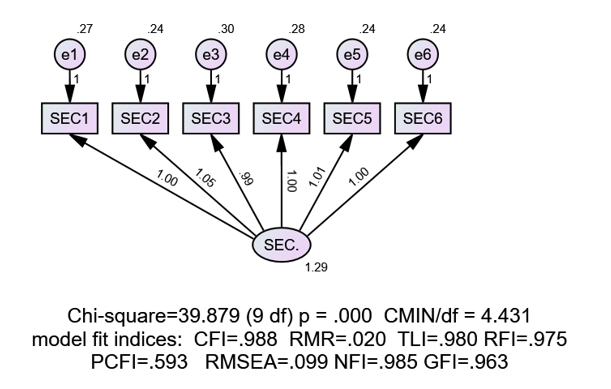 .27 .24 .30 .28 .24 .24
e1 e2 e3 e4 e5 e6
1 1 1 1 1 1
SEC1 SEC2 SEC3 SEC4 SEC5 SEC6
1.00 1.05 .99 1.00 1.01 1.00
SEC.
1.29
Chi-square=39.879 (9 df) p = .000 CMIN/df = 4.431
model fit indices: CFI=.988 RMR=.020 TLI=.980 RFI=.975
PCFI=.593 RMSEA=.099 NFI=.985 GFI=.963